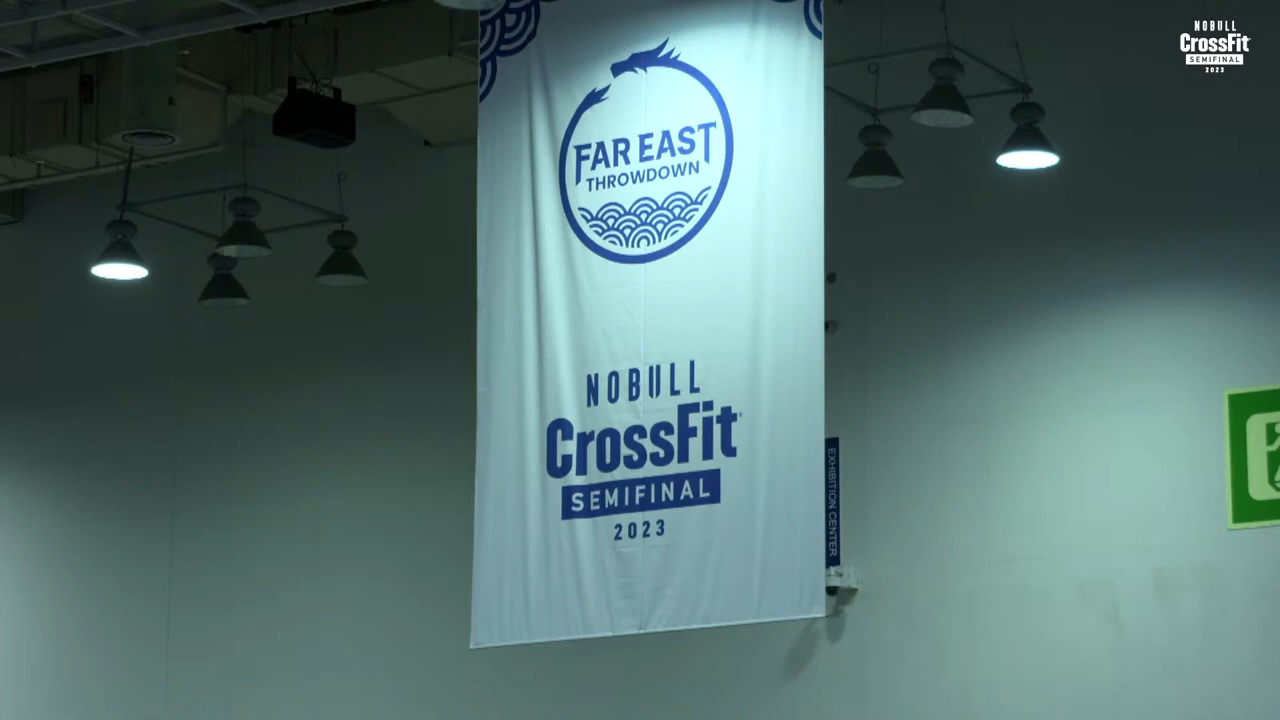 NOBULL
CrossFit
SEMIFINAL
2023
FAR EAST
THROWDOWN
NOBULL
CrossFit
SEMIFINAL
2023
EXHIBITION CENTER